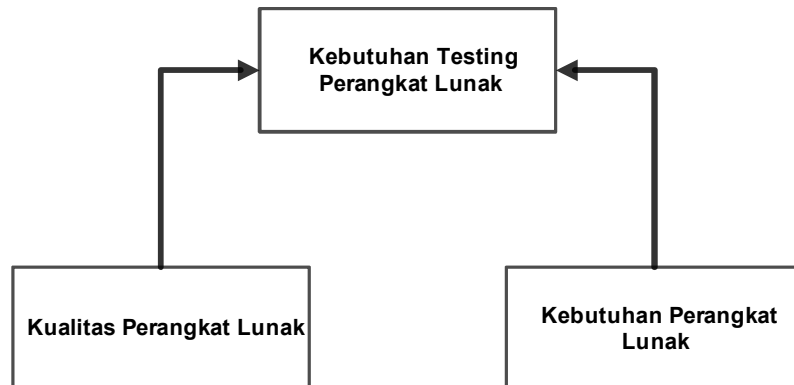 Kebutuhan Testing
Perangkat Lunak
Kualitas Perangkat Lunak
Kebutuhan Perangkat
Lunak